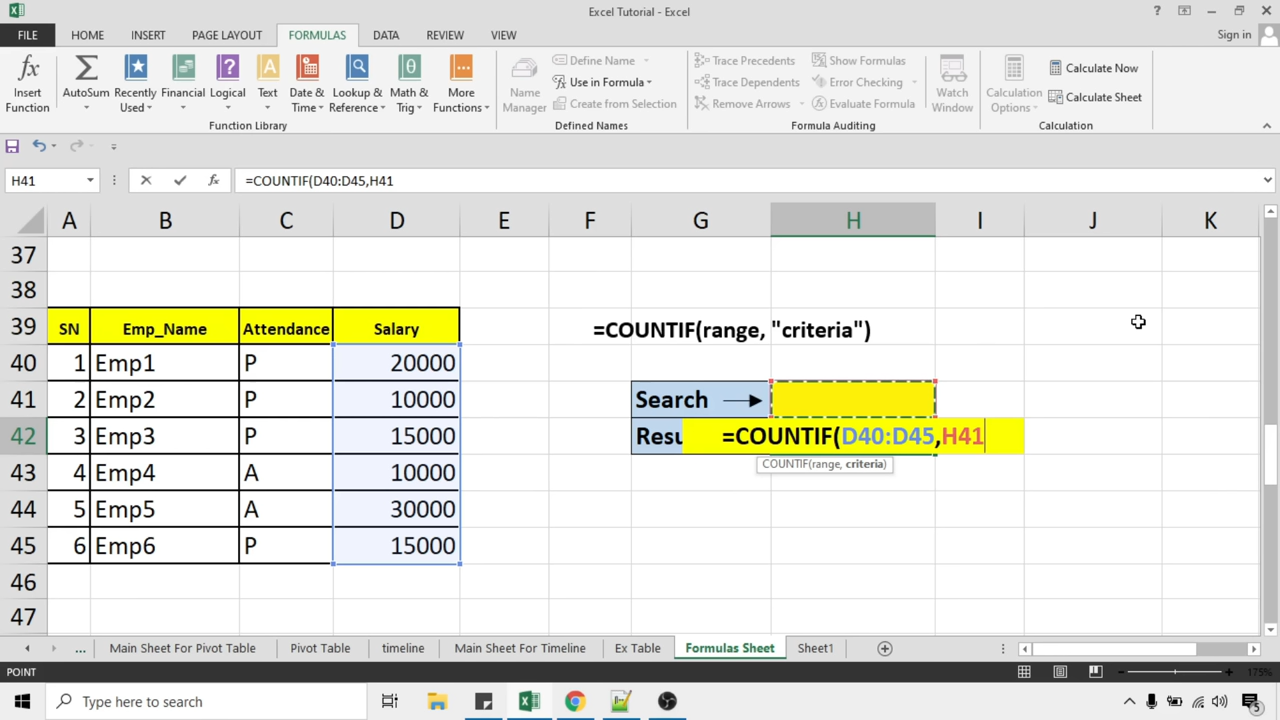 Excel Tutorial - Excel
?
FILE HOME INSERT PAGE LAYOUT FORMULAS DATA REVIEW VIEW Sign in
fx Insert Function
Σ AutoSum
Recently Used
Financial
? Logical
A Text
Date & Time
Lookup & Reference
θ Math & Trig
More Functions
Function Library
Name Manager
Define Name
Use in Formula
Create from Selection
Defined Names
Trace Precedents
Trace Dependents
Remove Arrows
Show Formulas
Error Checking
Evaluate Formula
Formula Auditing
Watch Window
Calculation Options
Calculate Now
Calculate Sheet
Calculation
H41 fx =COUNTIF(D40:D45,H41
A B C D E F G H I J K
37
38
39 SN Emp_Name Attendance Salary =COUNTIF(range, "criteria")
40 1 Emp1 P 20000
41 2 Emp2 P 10000 Search
42 3 Emp3 P 15000 Resu =COUNTIF(D40:D45,H41
COUNTIF(range, criteria)
43 4 Emp4 A 10000
44 5 Emp5 A 30000
45 6 Emp6 P 15000
46
47
... Main Sheet For Pivot Table Pivot Table timeline Main Sheet For Timeline Ex Table Formulas Sheet Sheet1
POINT 175%
Type here to search 5